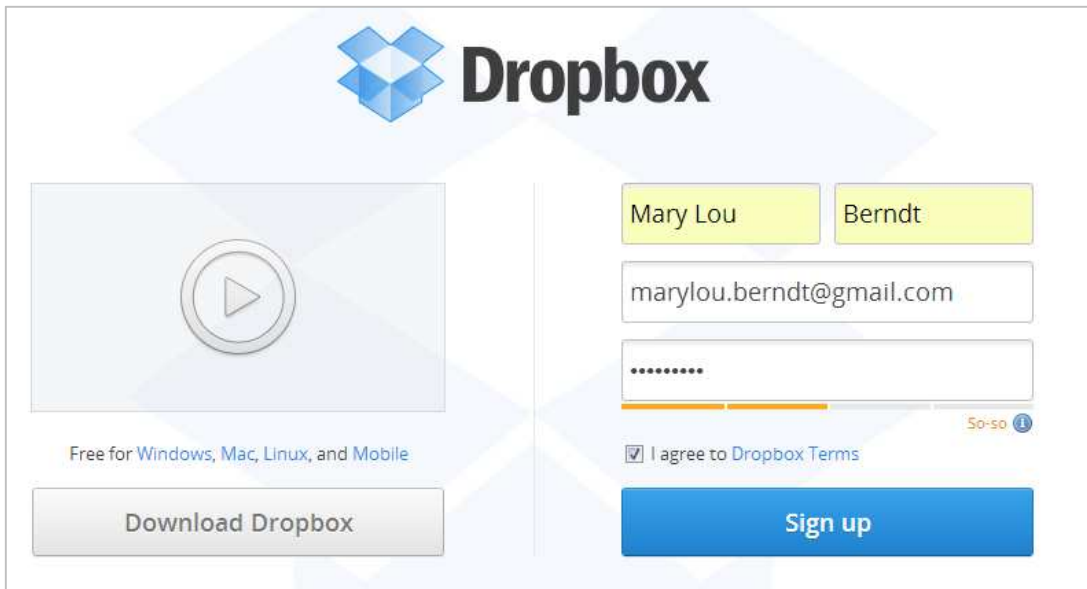 Dropbox
Mary Lou
Berndt
marylou.berndt@gmail.com
•••••••••
So-so
Free for Windows, Mac, Linux, and Mobile
I agree to Dropbox Terms
Download Dropbox
Sign up